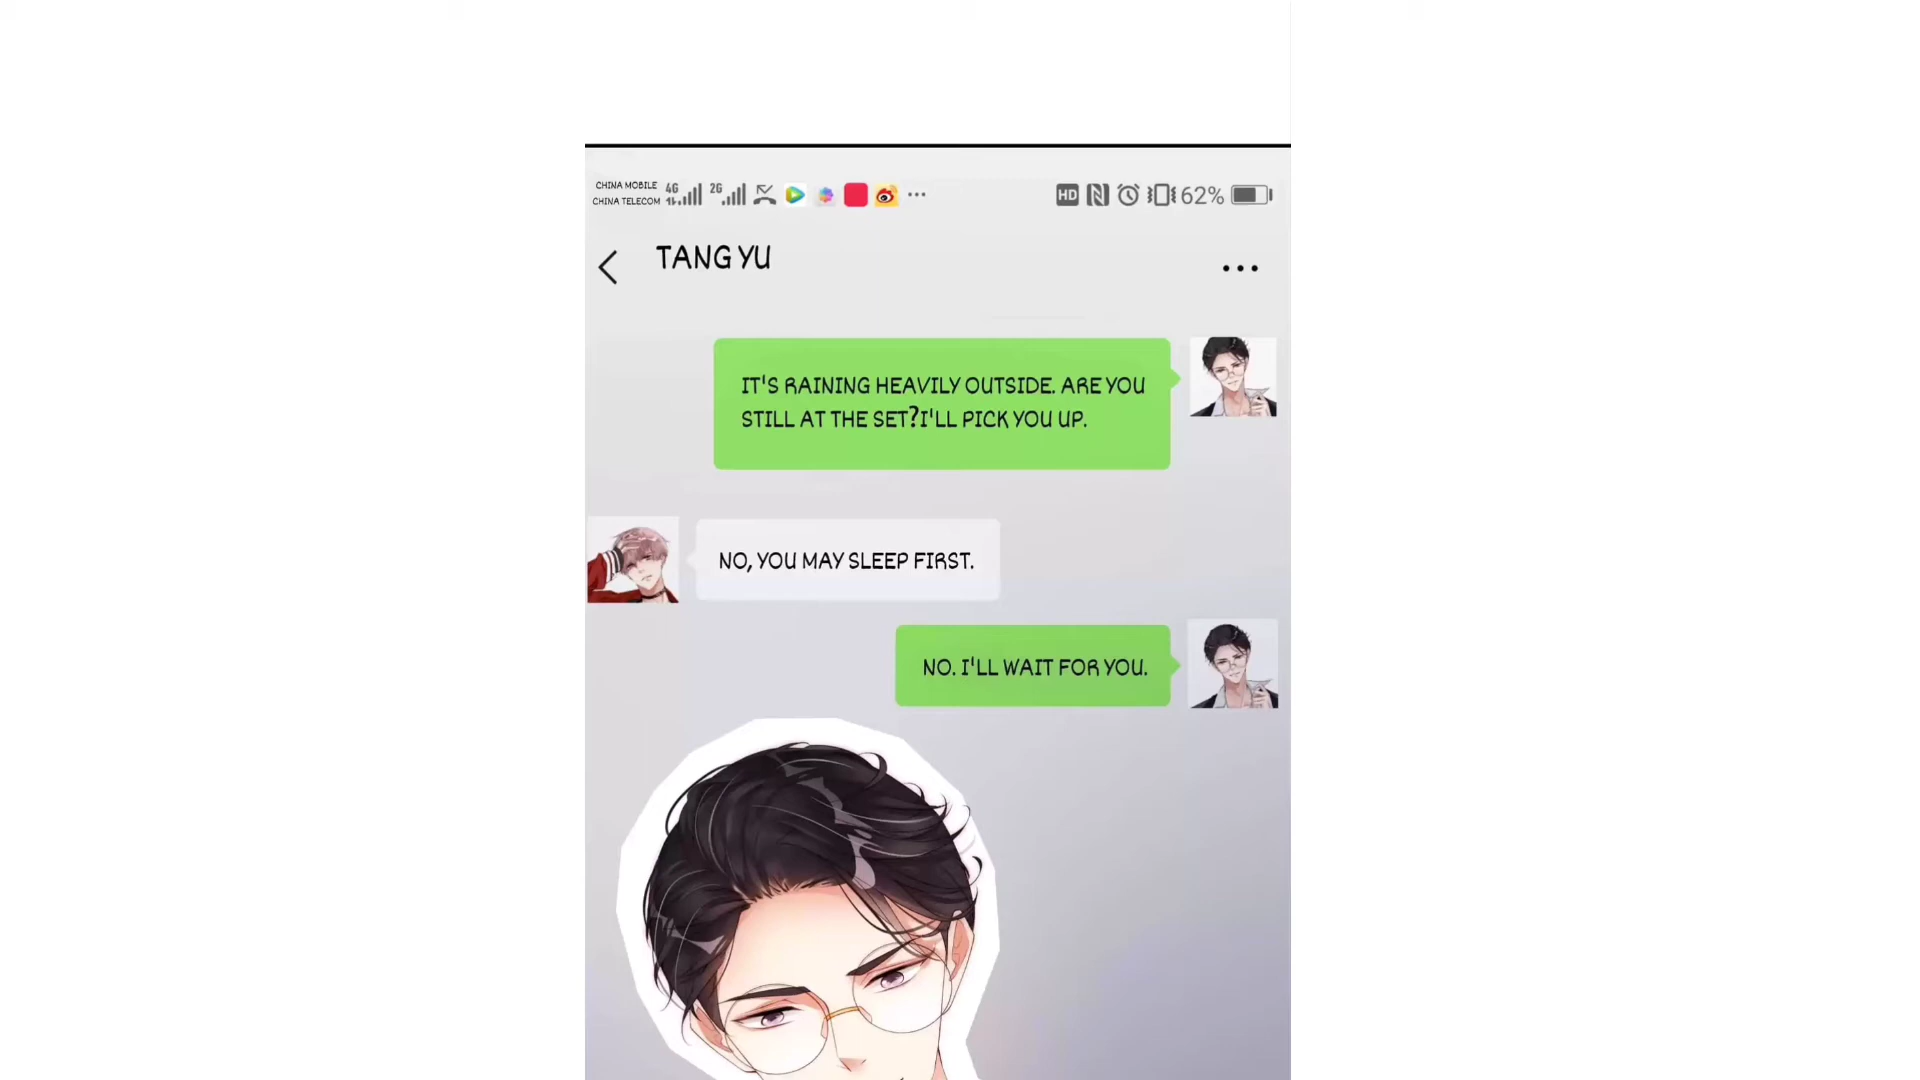 CHINA MOBILE 4G 2G HD 62%
CHINA TELECOM
TANG YU
IT'S RAINING HEAVILY OUTSIDE. ARE YOU
STILL AT THE SET?I'LL PICK YOU UP.
NO, YOU MAY SLEEP FIRST.
NO. I'LL WAIT FOR YOU.